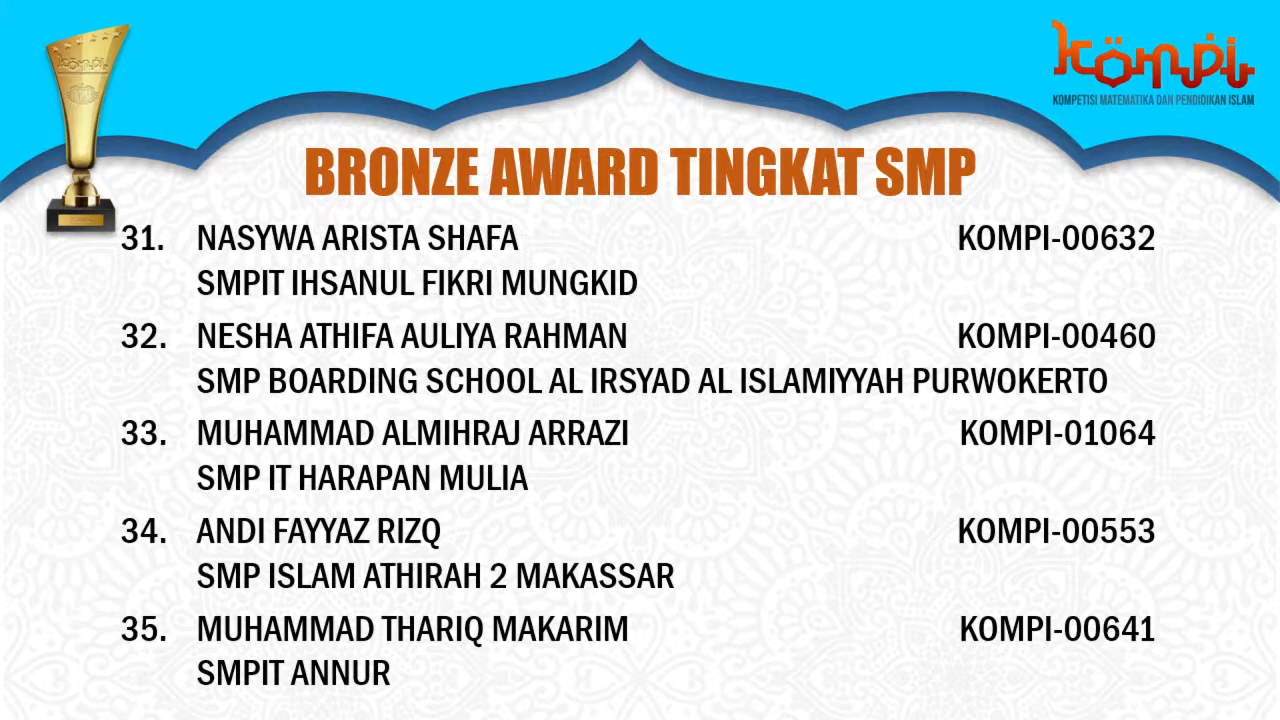 kömpi
KOMPETISI MATEMATIKA DAN PENDIDIKAN ISLAM
BRONZE AWARD TINGKAT SMP
31. NASYWA ARISTA SHAFA KOMPI-00632
SMPIT IHSANUL FIKRI MUNGKID
32. NESHA ATHIFA AULIYA RAHMAN KOMPI-00460
SMP BOARDING SCHOOL AL IRSYAD AL ISLAMIYYAH PURWOKERTO
33. MUHAMMAD ALMIHRAJ ARRAZI KOMPI-01064
SMP IT HARAPAN MULIA
34. ANDI FAYYAZ RIZQ KOMPI-00553
SMP ISLAM ATHIRAH 2 MAKASSAR
35. MUHAMMAD THARIQ MAKARIM KOMPI-00641
SMPIT ANNUR